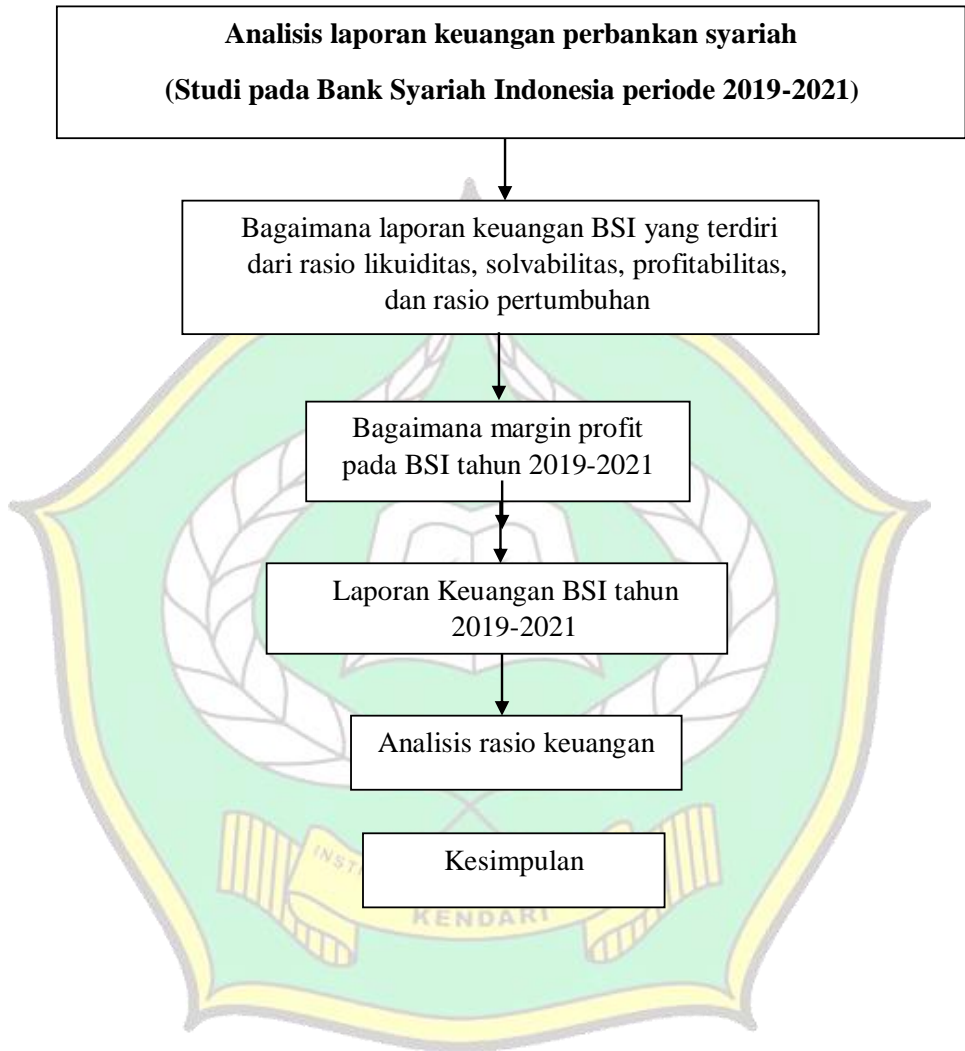 Analisis laporan keuangan perbankan syariah
(Studi pada Bank Syariah Indonesia periode 2019-2021)
Bagaimana laporan keuangan BSI yang terdiri
dari rasio likuiditas, solvabilitas, profitabilitas,
dan rasio pertumbuhan
Bagaimana margin profit
pada BSI tahun 2019-2021
Laporan Keuangan BSI tahun
2019-2021
Analisis rasio keuangan
Kesimpulan
KENDARI